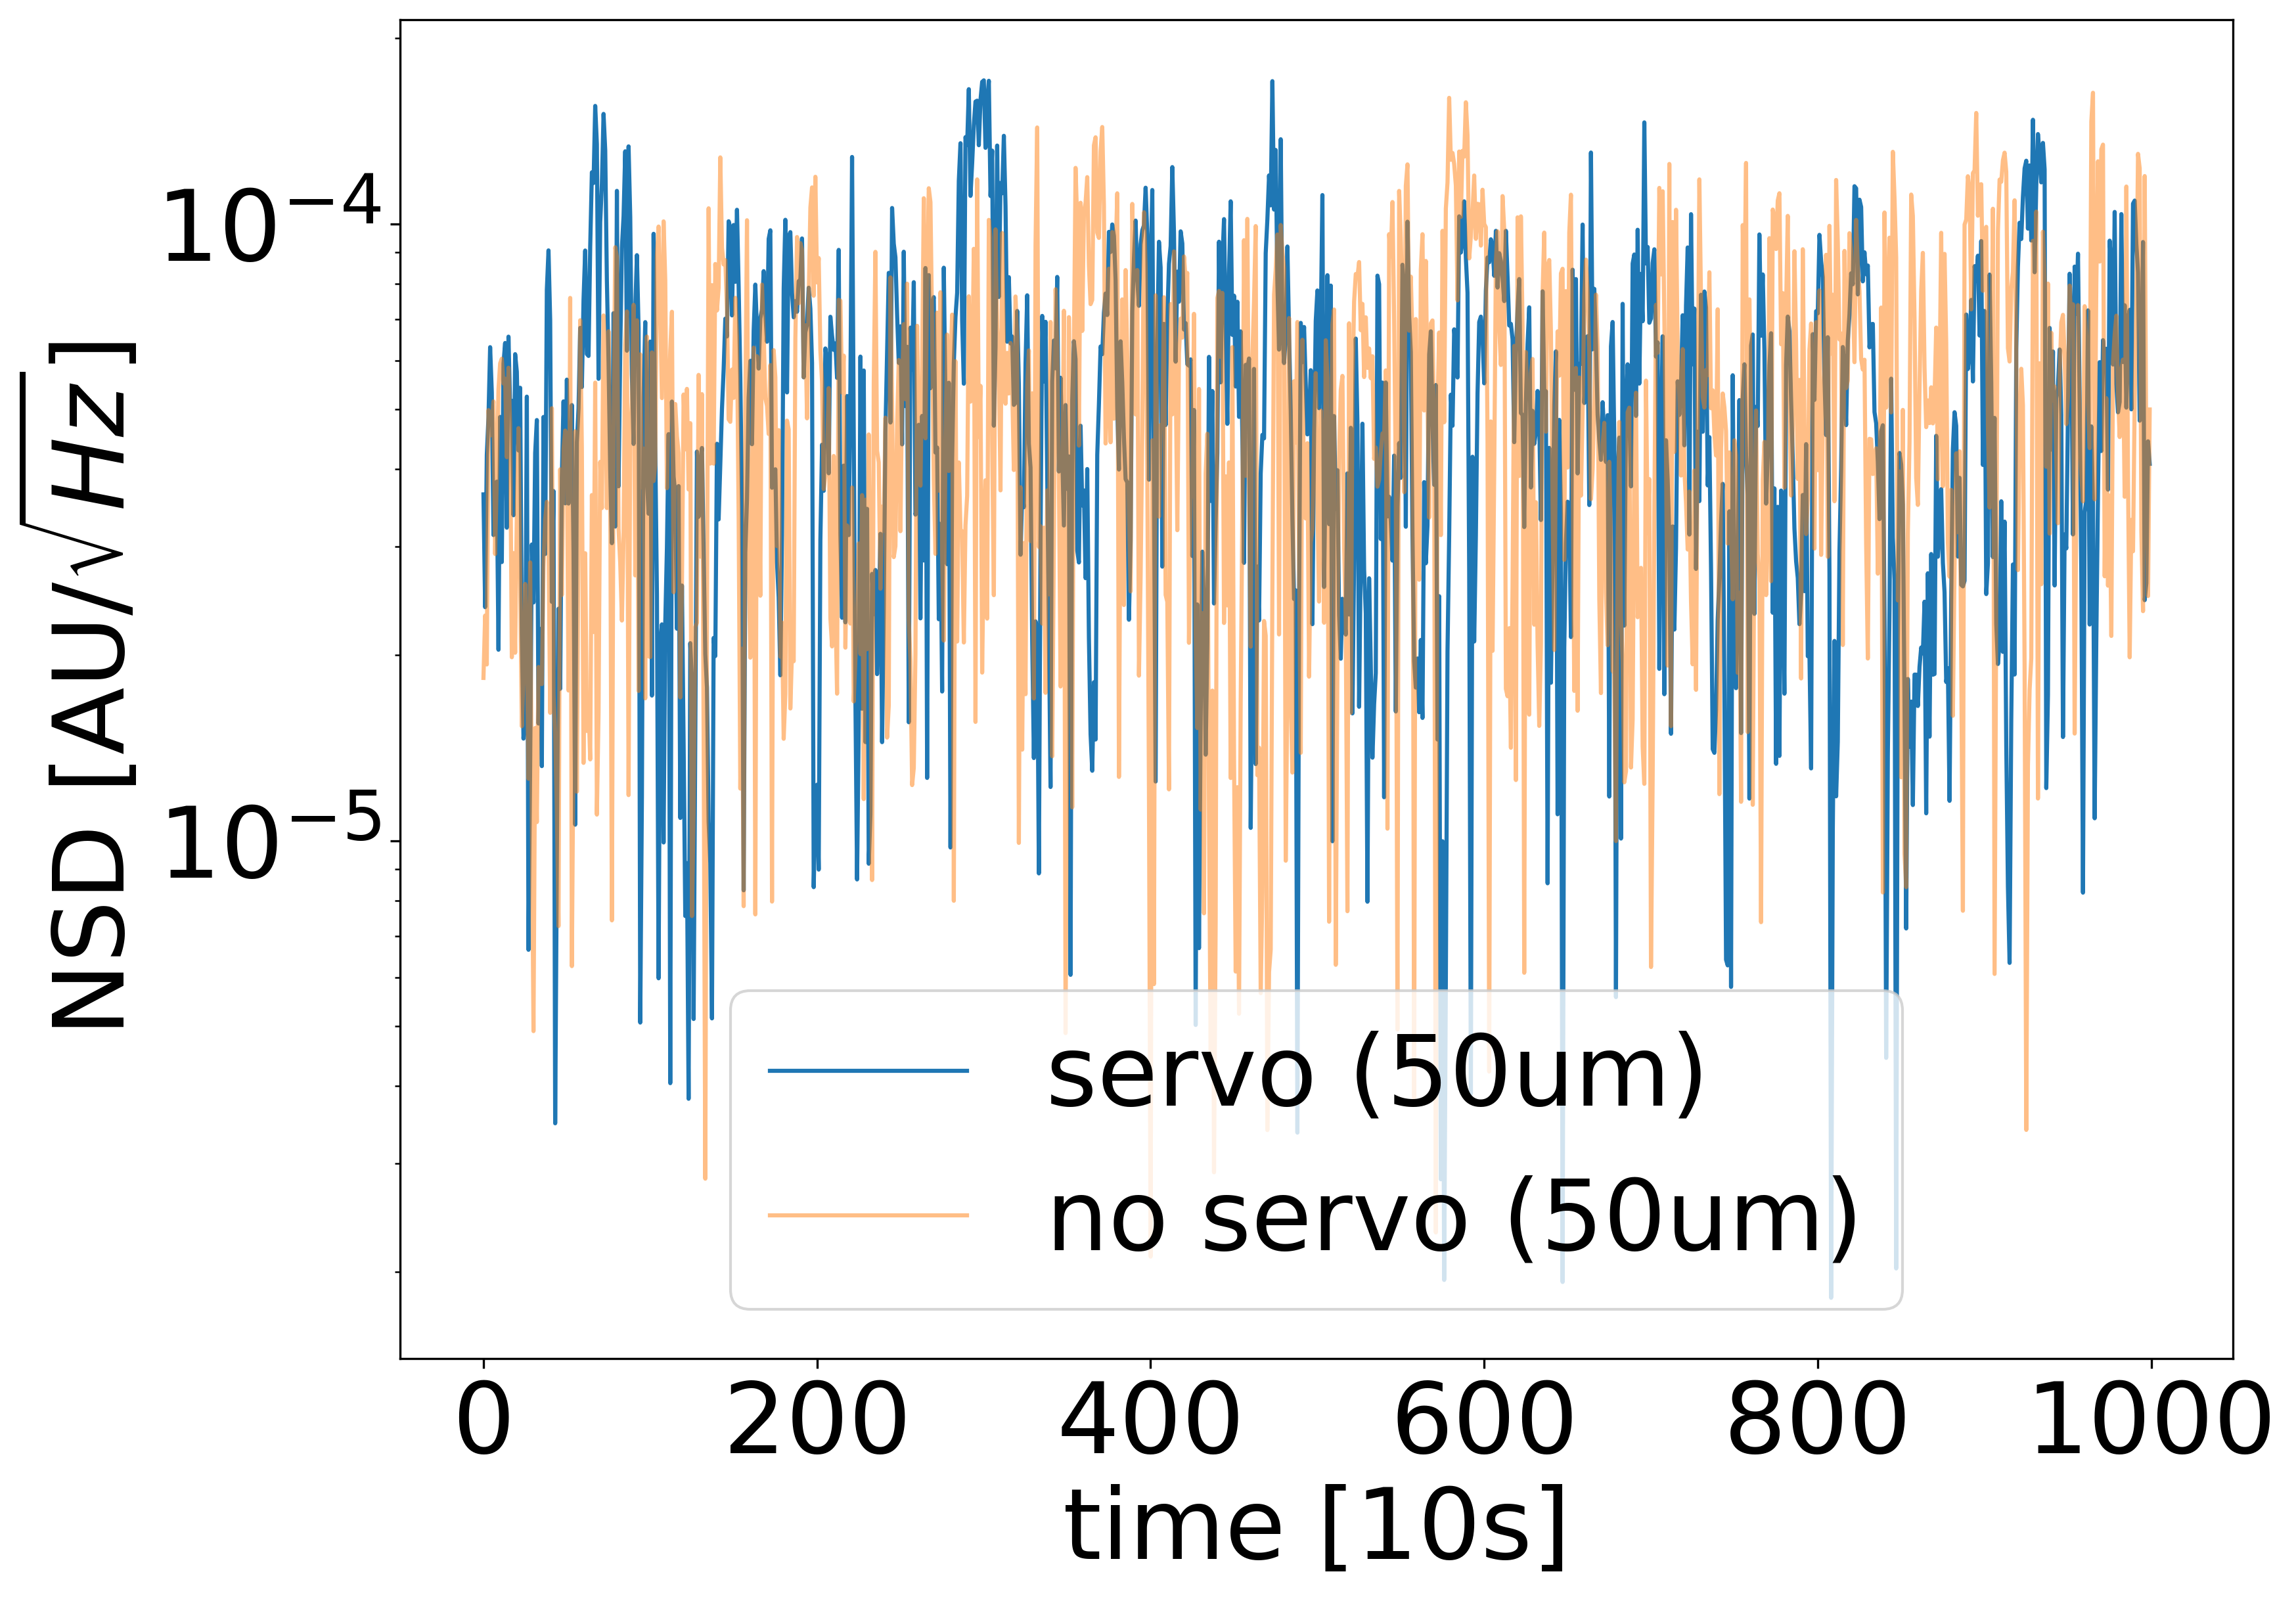 NSD [AU/√Hz]
10⁻⁴
10⁻⁵
servo (50um)
no servo (50um)
0 200 400 600 800 1000
time [10s]